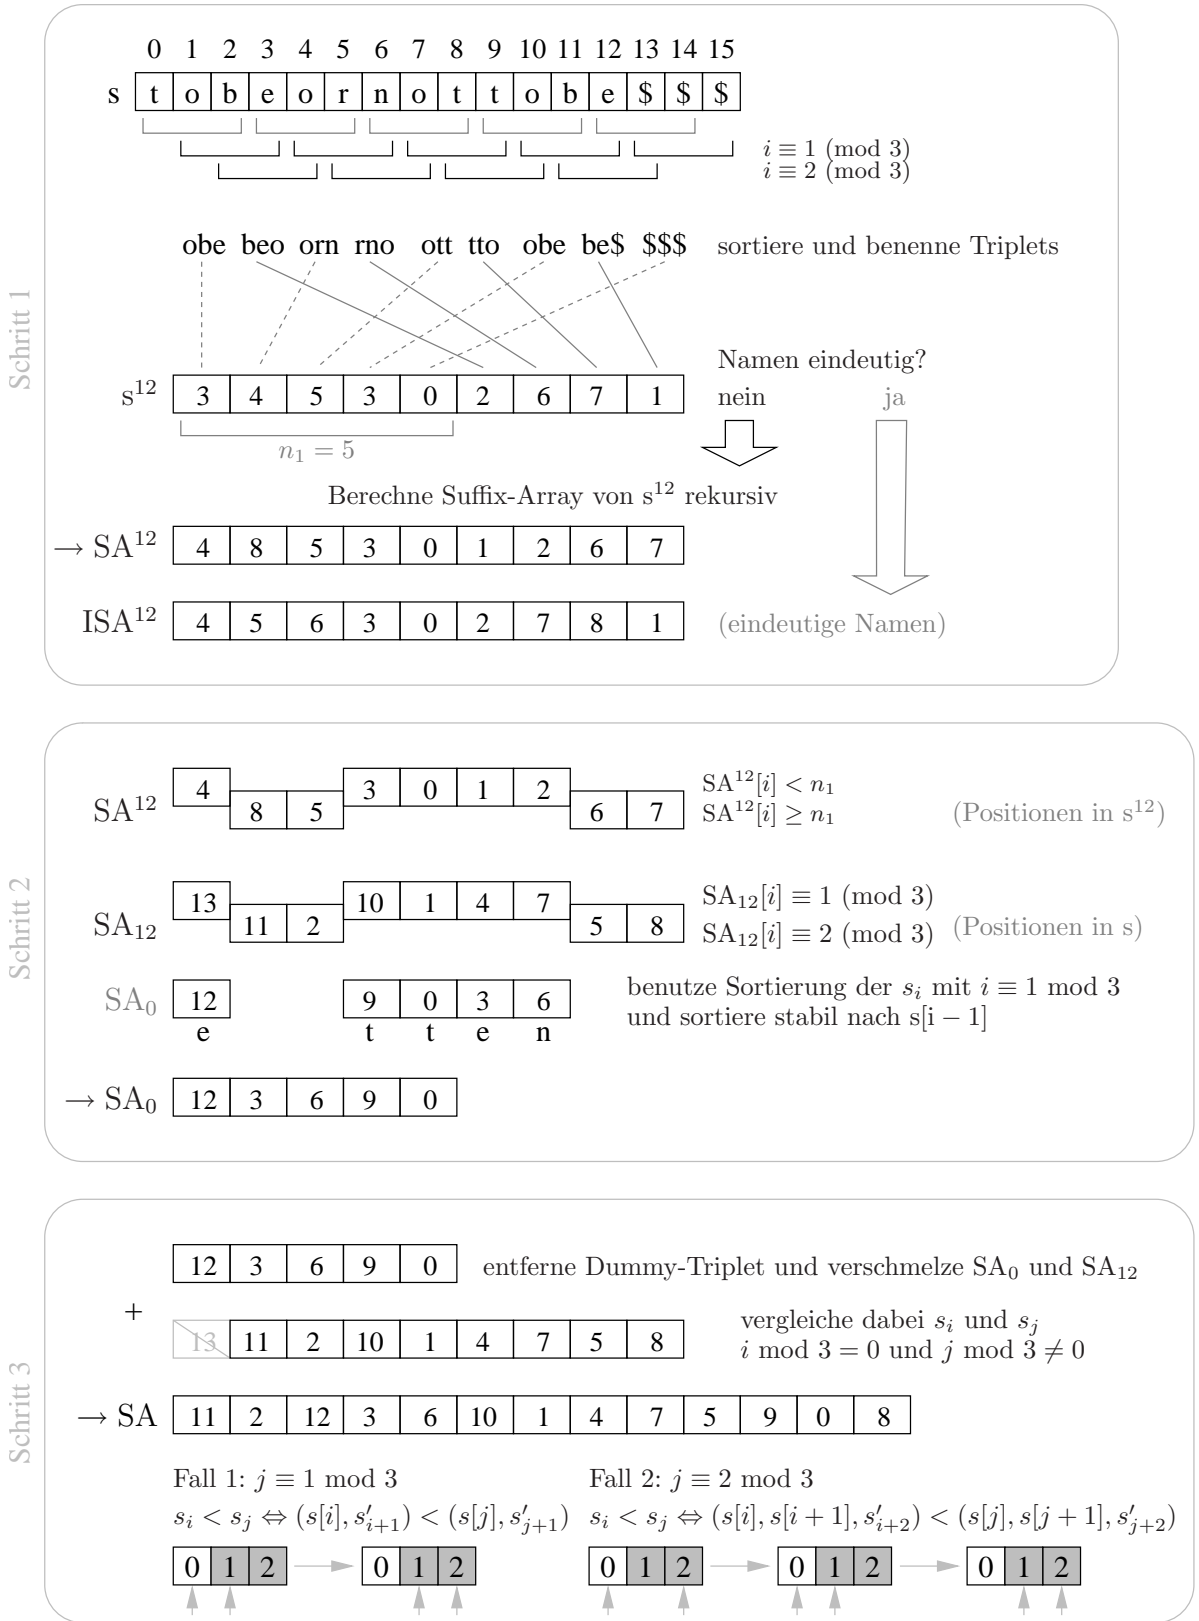 Schritt 1
0 1 2 3 4 5 6 7 8 9 10 11 12 13 14 15
s t o b e o r n o t t o b e $ $ $
i ≡ 1 (mod 3)
i ≡ 2 (mod 3)
obe beo orn rno ott tto obe be$ $$$ sortiere und benenne Triplets
Namen eindeutig?
s¹² 3 4 5 3 0 2 6 7 1 nein ja
n₁ = 5
Berechne Suffix-Array von s¹² rekursiv
→ SA¹² 4 8 5 3 0 1 2 6 7
ISA¹² 4 5 6 3 0 2 7 8 1 (eindeutige Namen)
Schritt 2
SA¹² 4 8 5 3 0 1 2 6 7
SA¹²[i] < n₁
SA¹²[i] ≥ n₁ (Positionen in s¹²)
SA₁₂ 13 11 2 10 1 4 7 5 8
SA₁₂[i] ≡ 1 (mod 3)
SA₁₂[i] ≡ 2 (mod 3) (Positionen in s)
SA₀ 12 9 0 3 6
e t t e n
benutze Sortierung der sᵢ mit i ≡ 1 mod 3
und sortiere stabil nach s[i − 1]
→ SA₀ 12 3 6 9 0
Schritt 3
12 3 6 9 0 entferne Dummy-Triplet und verschmelze SA₀ und SA₁₂
+
13 11 2 10 1 4 7 5 8
vergleiche dabei sᵢ und sⱼ
i mod 3 = 0 und j mod 3 ≠ 0
→ SA 11 2 12 3 6 10 1 4 7 5 9 0 8
Fall 1: j ≡ 1 mod 3
sᵢ < sⱼ ⇔ (s[i], s′ᵢ₊₁) < (s[j], s′ⱼ₊₁)
0 1 2 0 1 2
Fall 2: j ≡ 2 mod 3
sᵢ < sⱼ ⇔ (s[i], s[i + 1], s′ᵢ₊₂) < (s[j], s[j + 1], s′ⱼ₊₂)
0 1 2 0 1 2 0 1 2